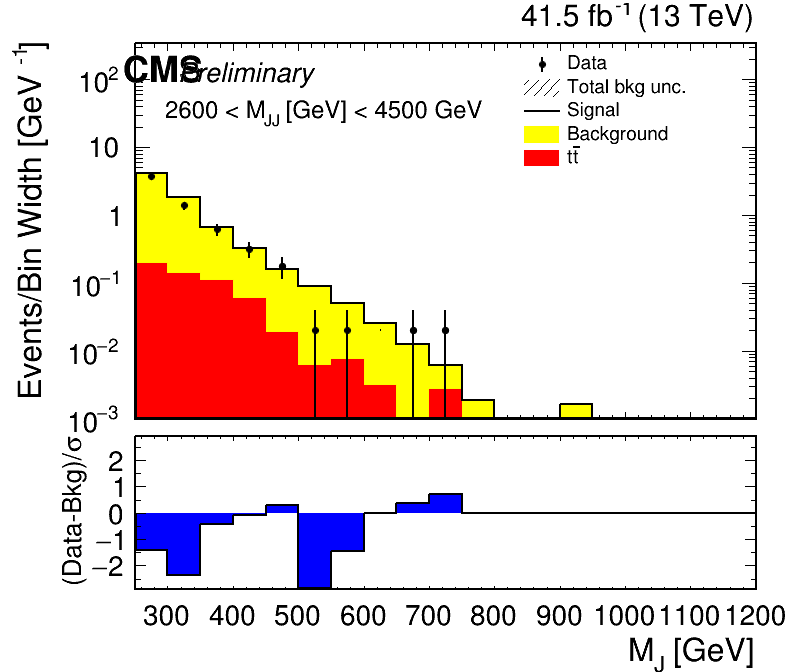 41.5 fb⁻¹ (13 TeV)
CMS Preliminary
2600 < M_JJ [GeV] < 4500 GeV
Data
Total bkg unc.
Signal
Background
tt̄
Events/Bin Width [GeV⁻¹]
10²
10
1
10⁻¹
10⁻²
10⁻³
(Data-Bkg)/σ
2
1
0
−1
−2
300 400 500 600 700 800 900 1000 1100 1200
M_J [GeV]